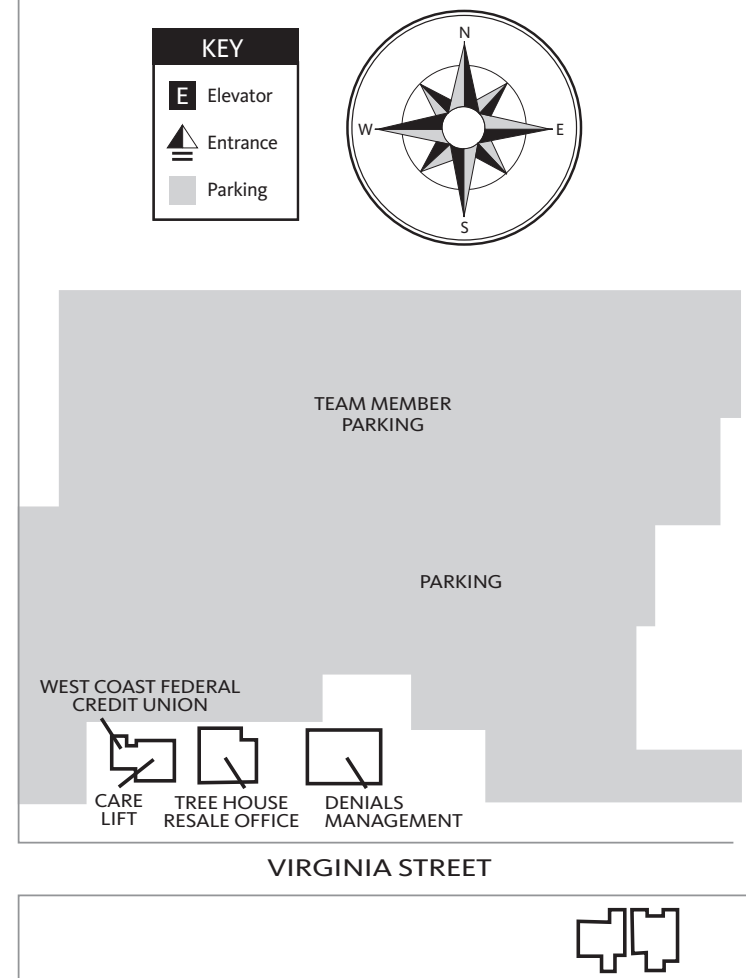 KEY
E Elevator
Entrance
Parking
N
W
E
S
TEAM MEMBER
PARKING
PARKING
WEST COAST FEDERAL
CREDIT UNION
CARE
LIFT
TREE HOUSE
RESALE OFFICE
DENIALS
MANAGEMENT
VIRGINIA STREET